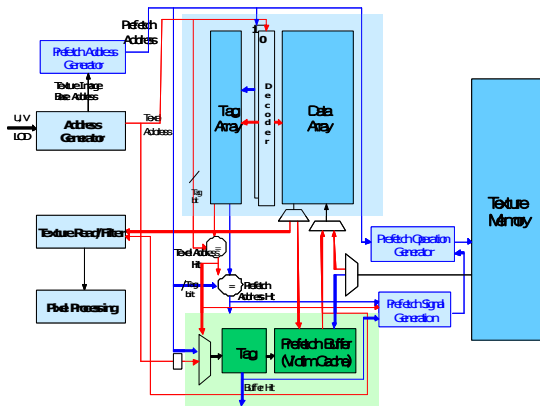 Prefetch
Address
1
0
Prefetch Address
Generator
Texture Image
Base Address
U,V
LOD
Address
Generator
Texel
Address
Tag
Array
Decoder
Data
Array
Texture
Memory
Tag
bit
Texture Read/Filter
=
Texel Address
Hit
Prefetch Operation
Generator
Tag
bit
=
Prefetch
Address Hit
Pixel Processing
Prefetch Signal
Generation
Tag
Prefetch Buffer
(Victim Cache)
Buffer Hit